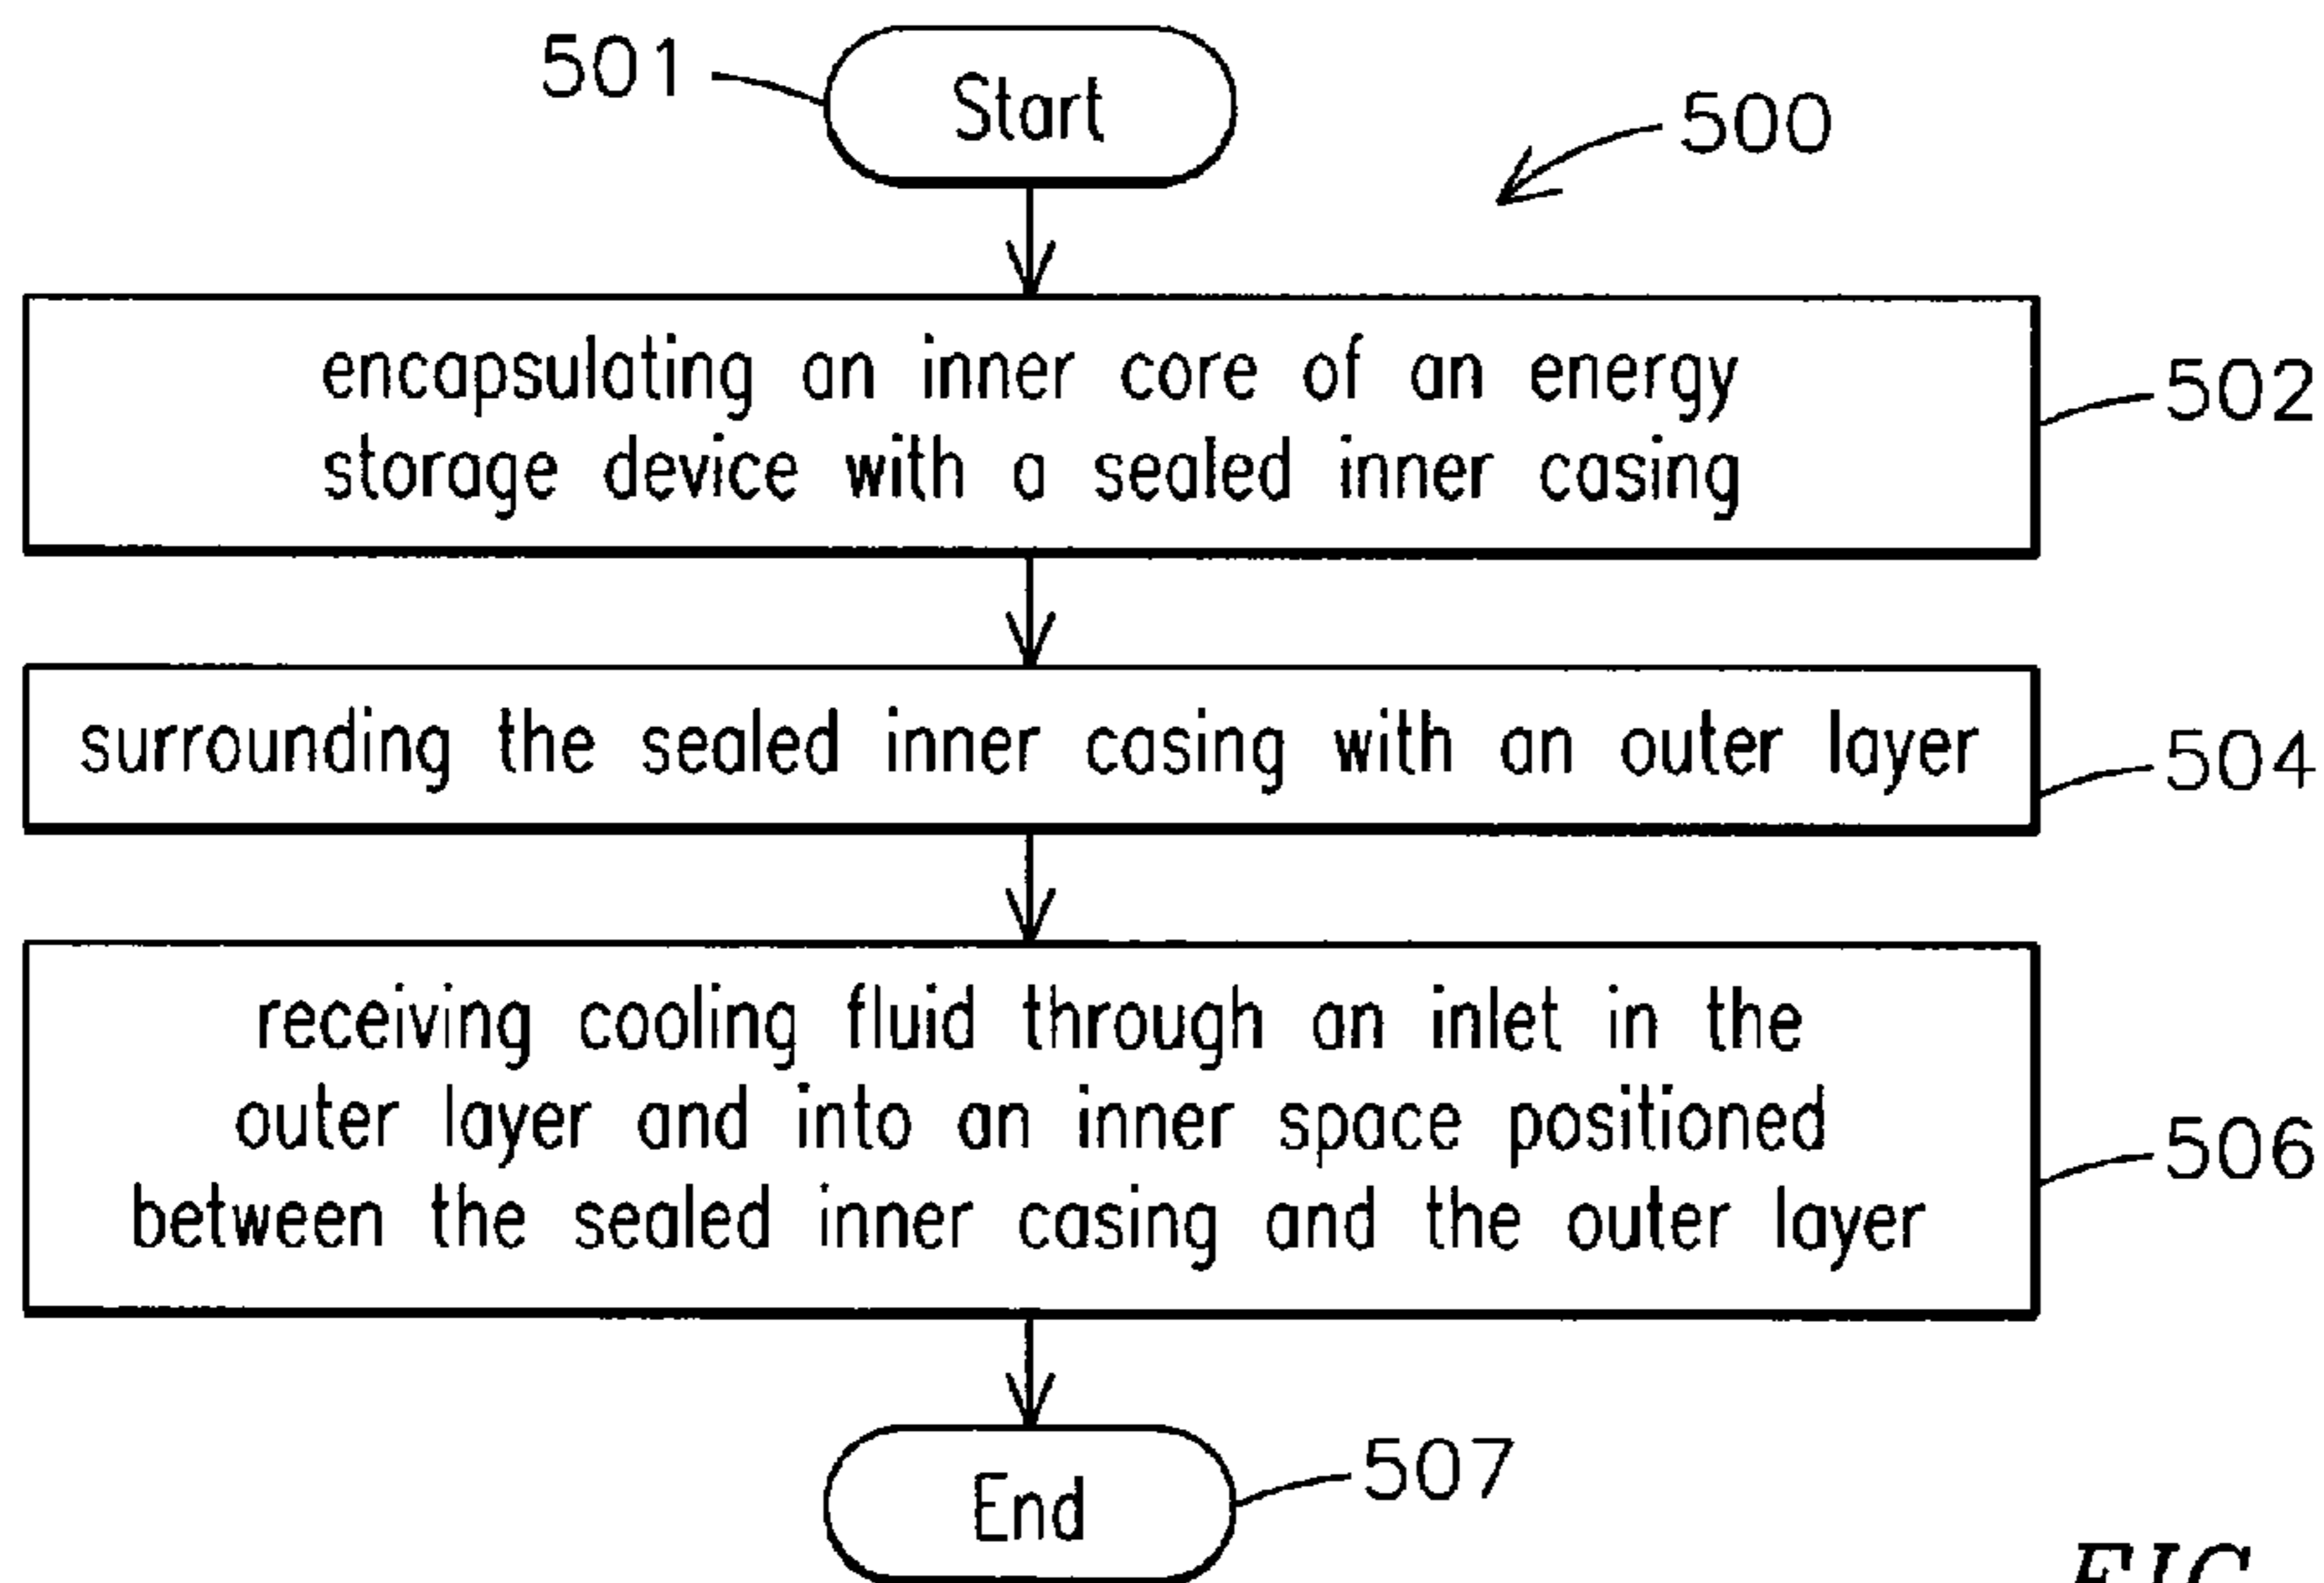 501
Start
500
encapsulating an inner core of an energy
storage device with a sealed inner casing
502
surrounding the sealed inner casing with an outer layer
504
receiving cooling fluid through an inlet in the
outer layer and into an inner space positioned
between the sealed inner casing and the outer layer
506
End
507
FIG